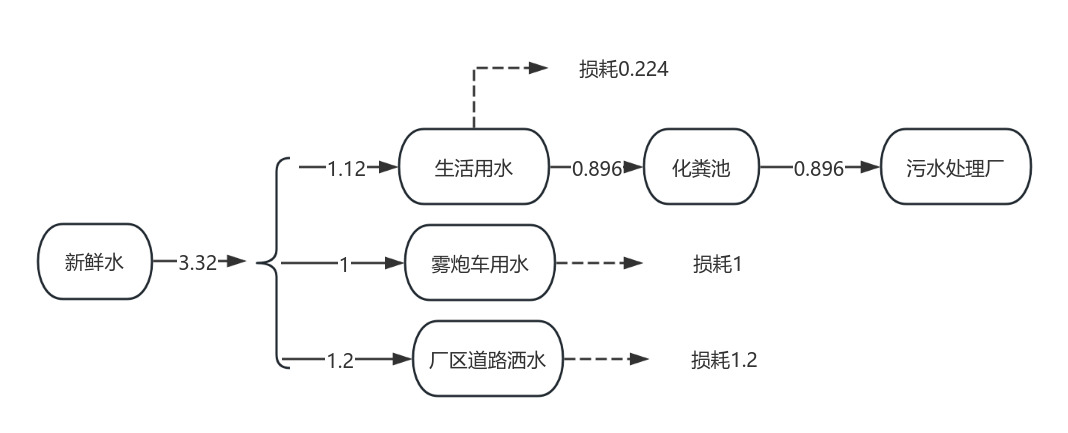 损耗0.224
1.12
生活用水
0.896
化粪池
0.896
污水处理厂
新鲜水
3.32
1
雾炮车用水
损耗1
1.2
厂区道路洒水
损耗1.2